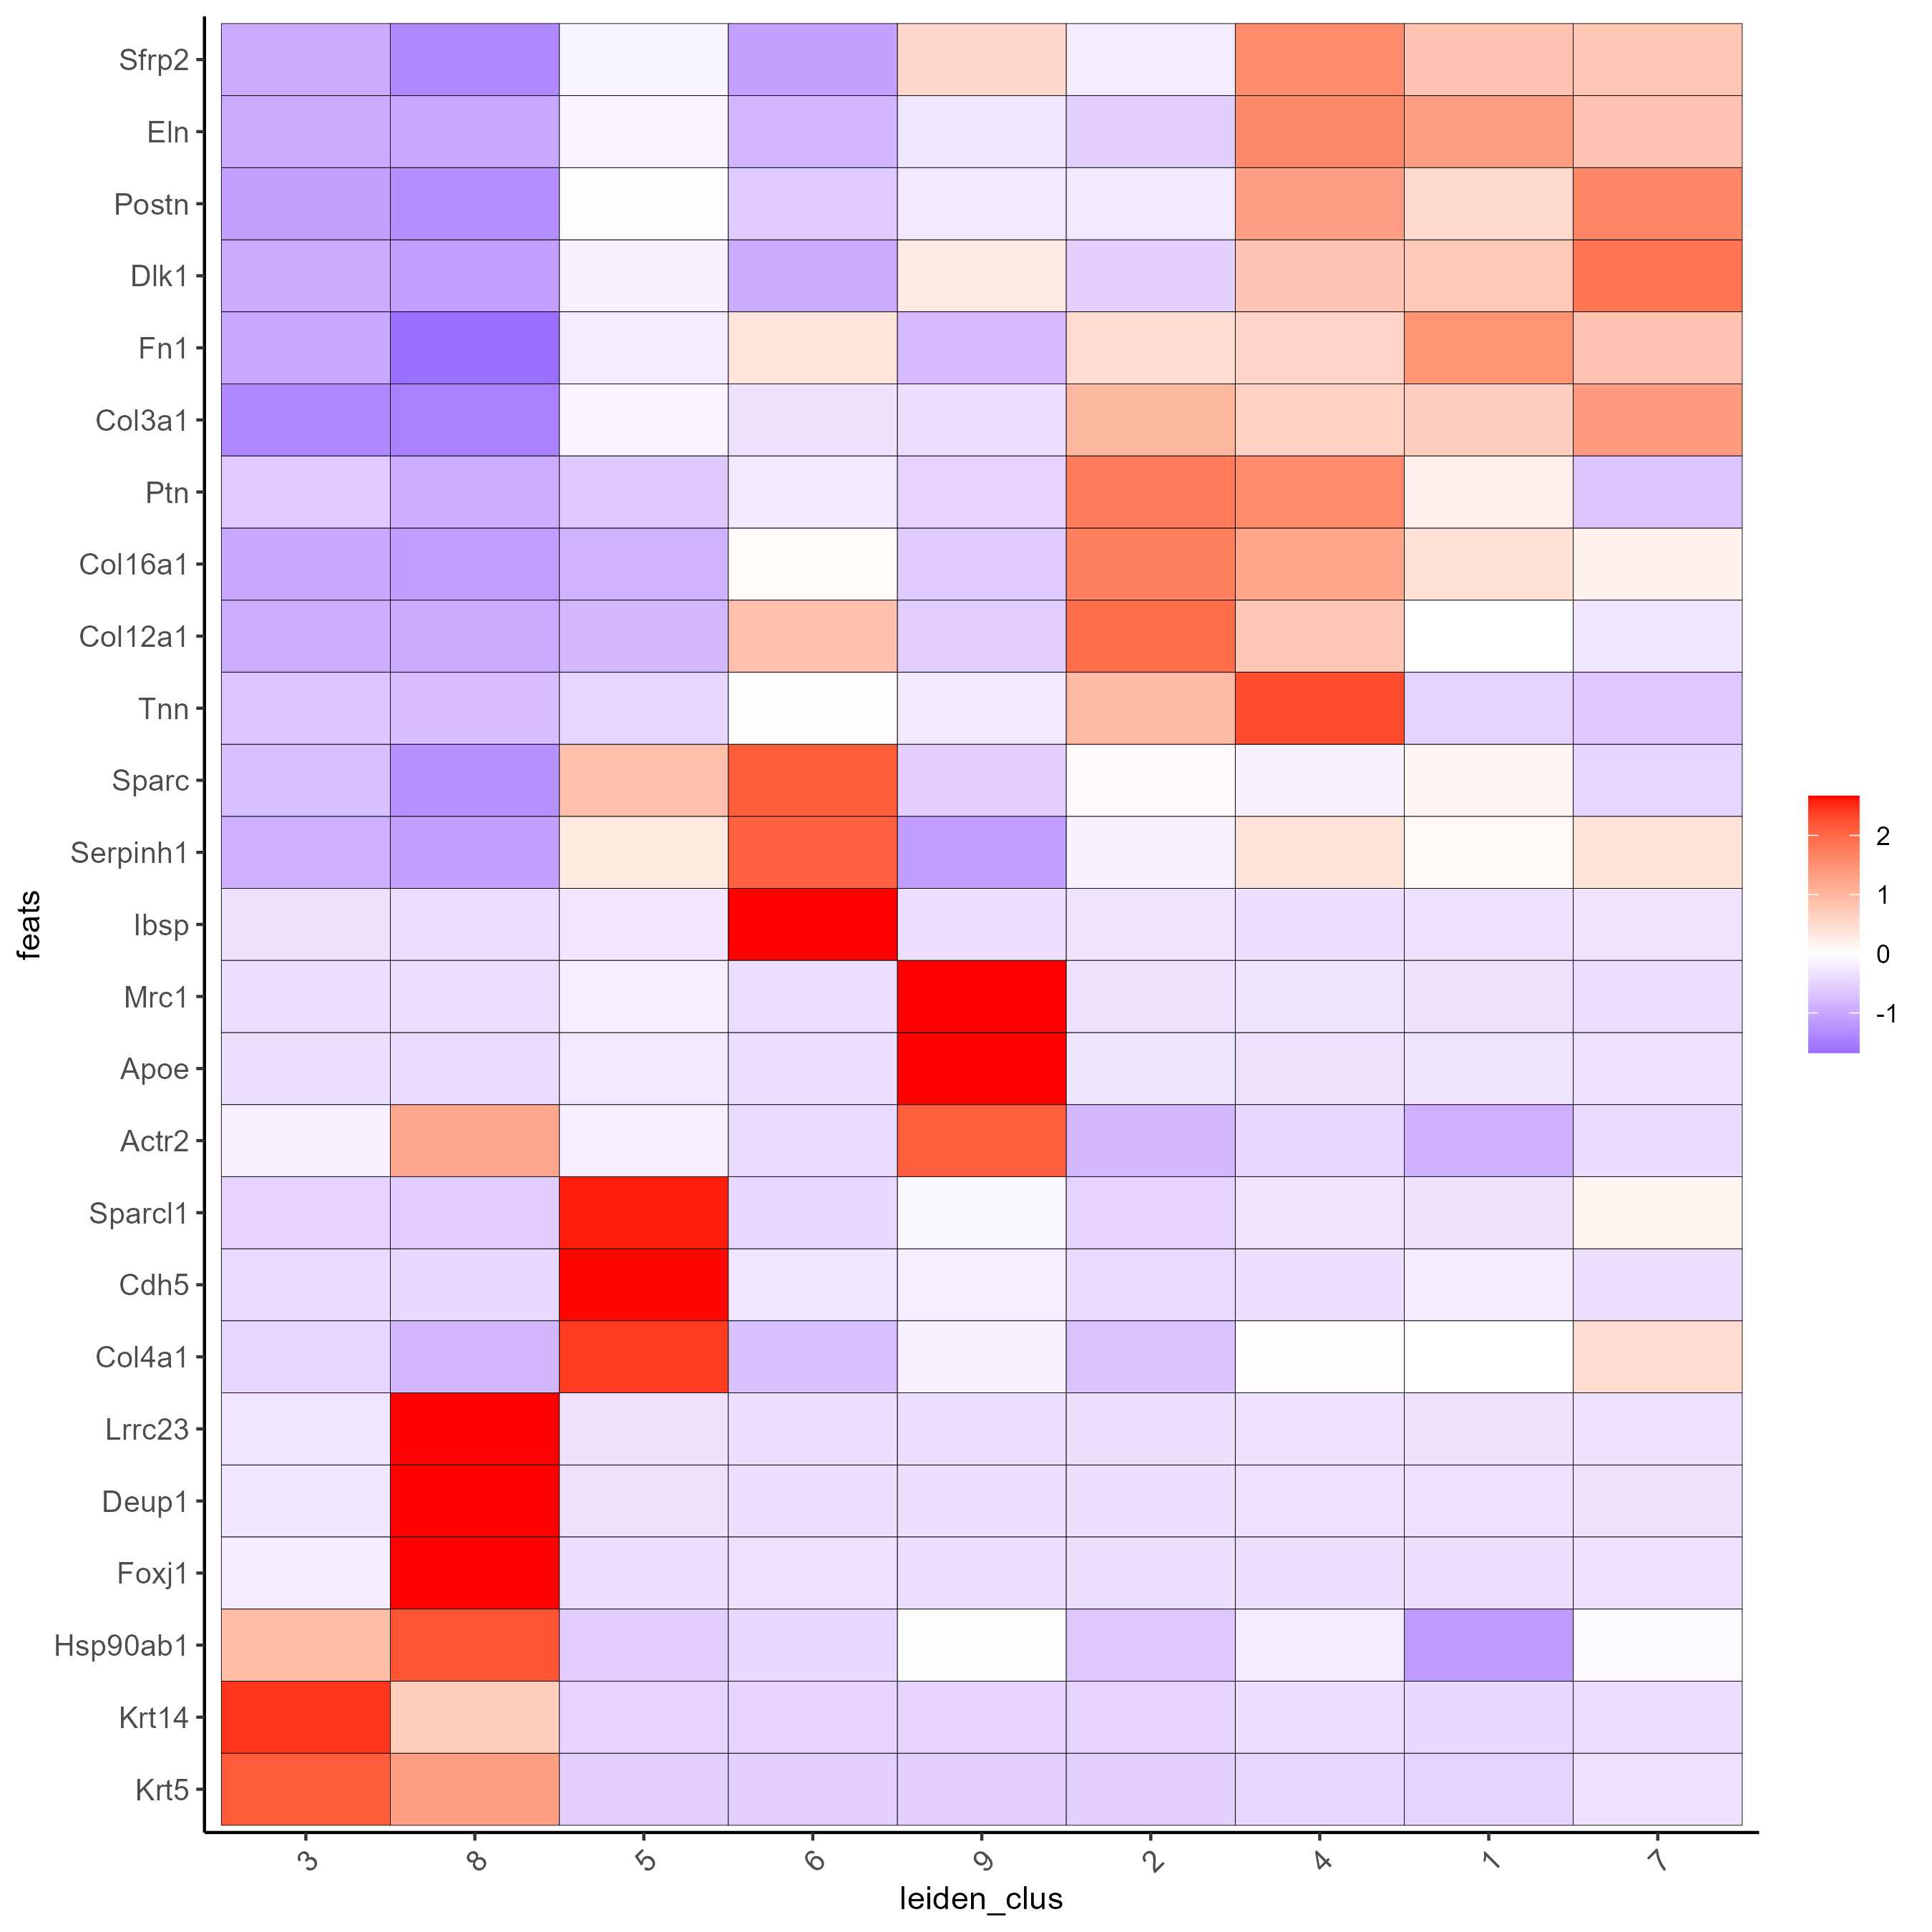 Sfrp2
Eln
Postn
Dlk1
Fn1
Col3a1
Ptn
Col16a1
Col12a1
Tnn
Sparc
Serpinh1
Ibsp
Mrc1
Apoe
Actr2
Sparcl1
Cdh5
Col4a1
Lrrc23
Deup1
Foxj1
Hsp90ab1
Krt14
Krt5
feats
3 8 5 6 9 2 4 1 7
leiden_clus
2
1
0
-1